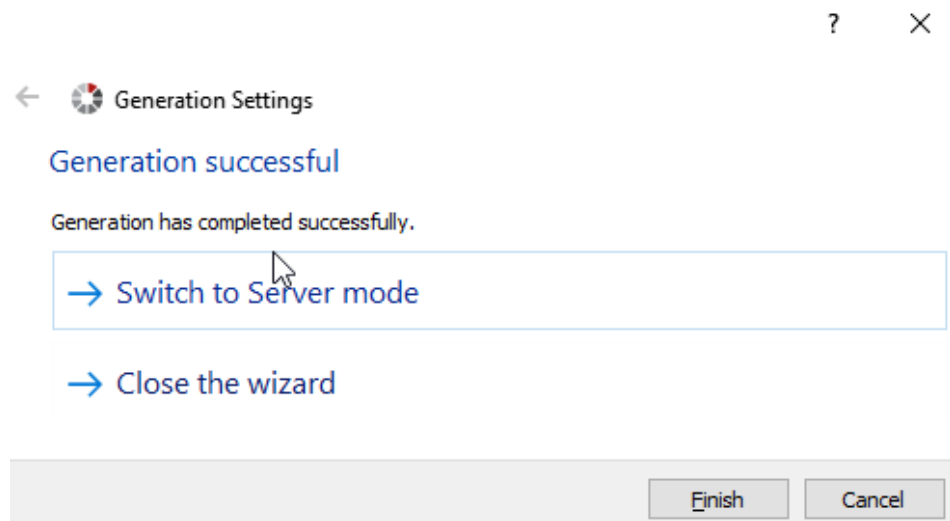 ?
Generation Settings
Generation successful
Generation has completed successfully.
Switch to Server mode
Close the wizard
Finish
Cancel